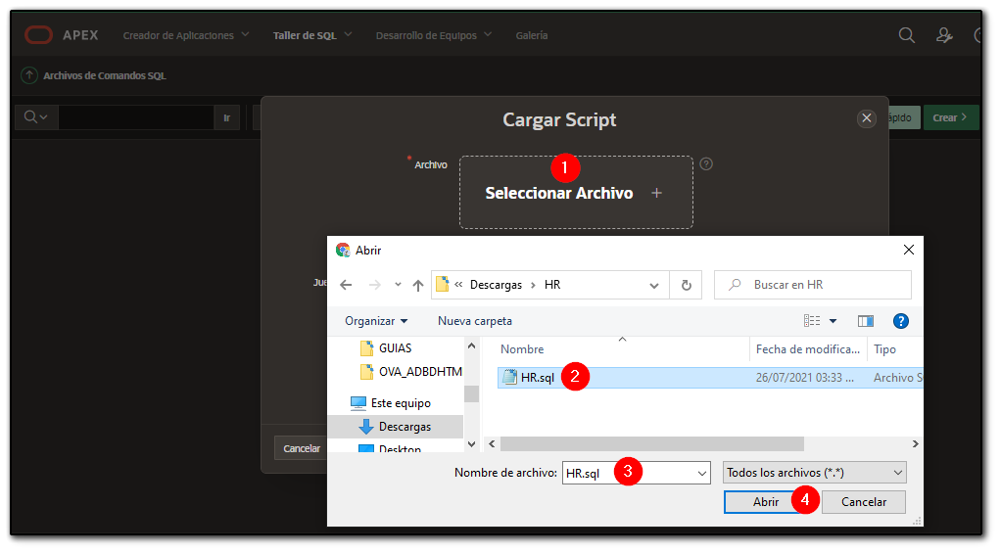 APEX Creador de Aplicaciones Taller de SQL Desarrollo de Equipos Galería
Archivos de Comandos SQL
Ir
Crear
Cargar Script
Archivo
1
Seleccionar Archivo +
Abrir
« Descargas > HR
Buscar en HR
Organizar
Nueva carpeta
GUIAS
OVA_ADBDHTM
Este equipo
Descargas
Desktop
Nombre Fecha de modifica... Tipo
HR.sql 2 26/07/2021 03:33 ... Archivo S
Cancelar
Nombre de archivo: HR.sql 3 Todos los archivos (*.*)
Abrir 4 Cancelar